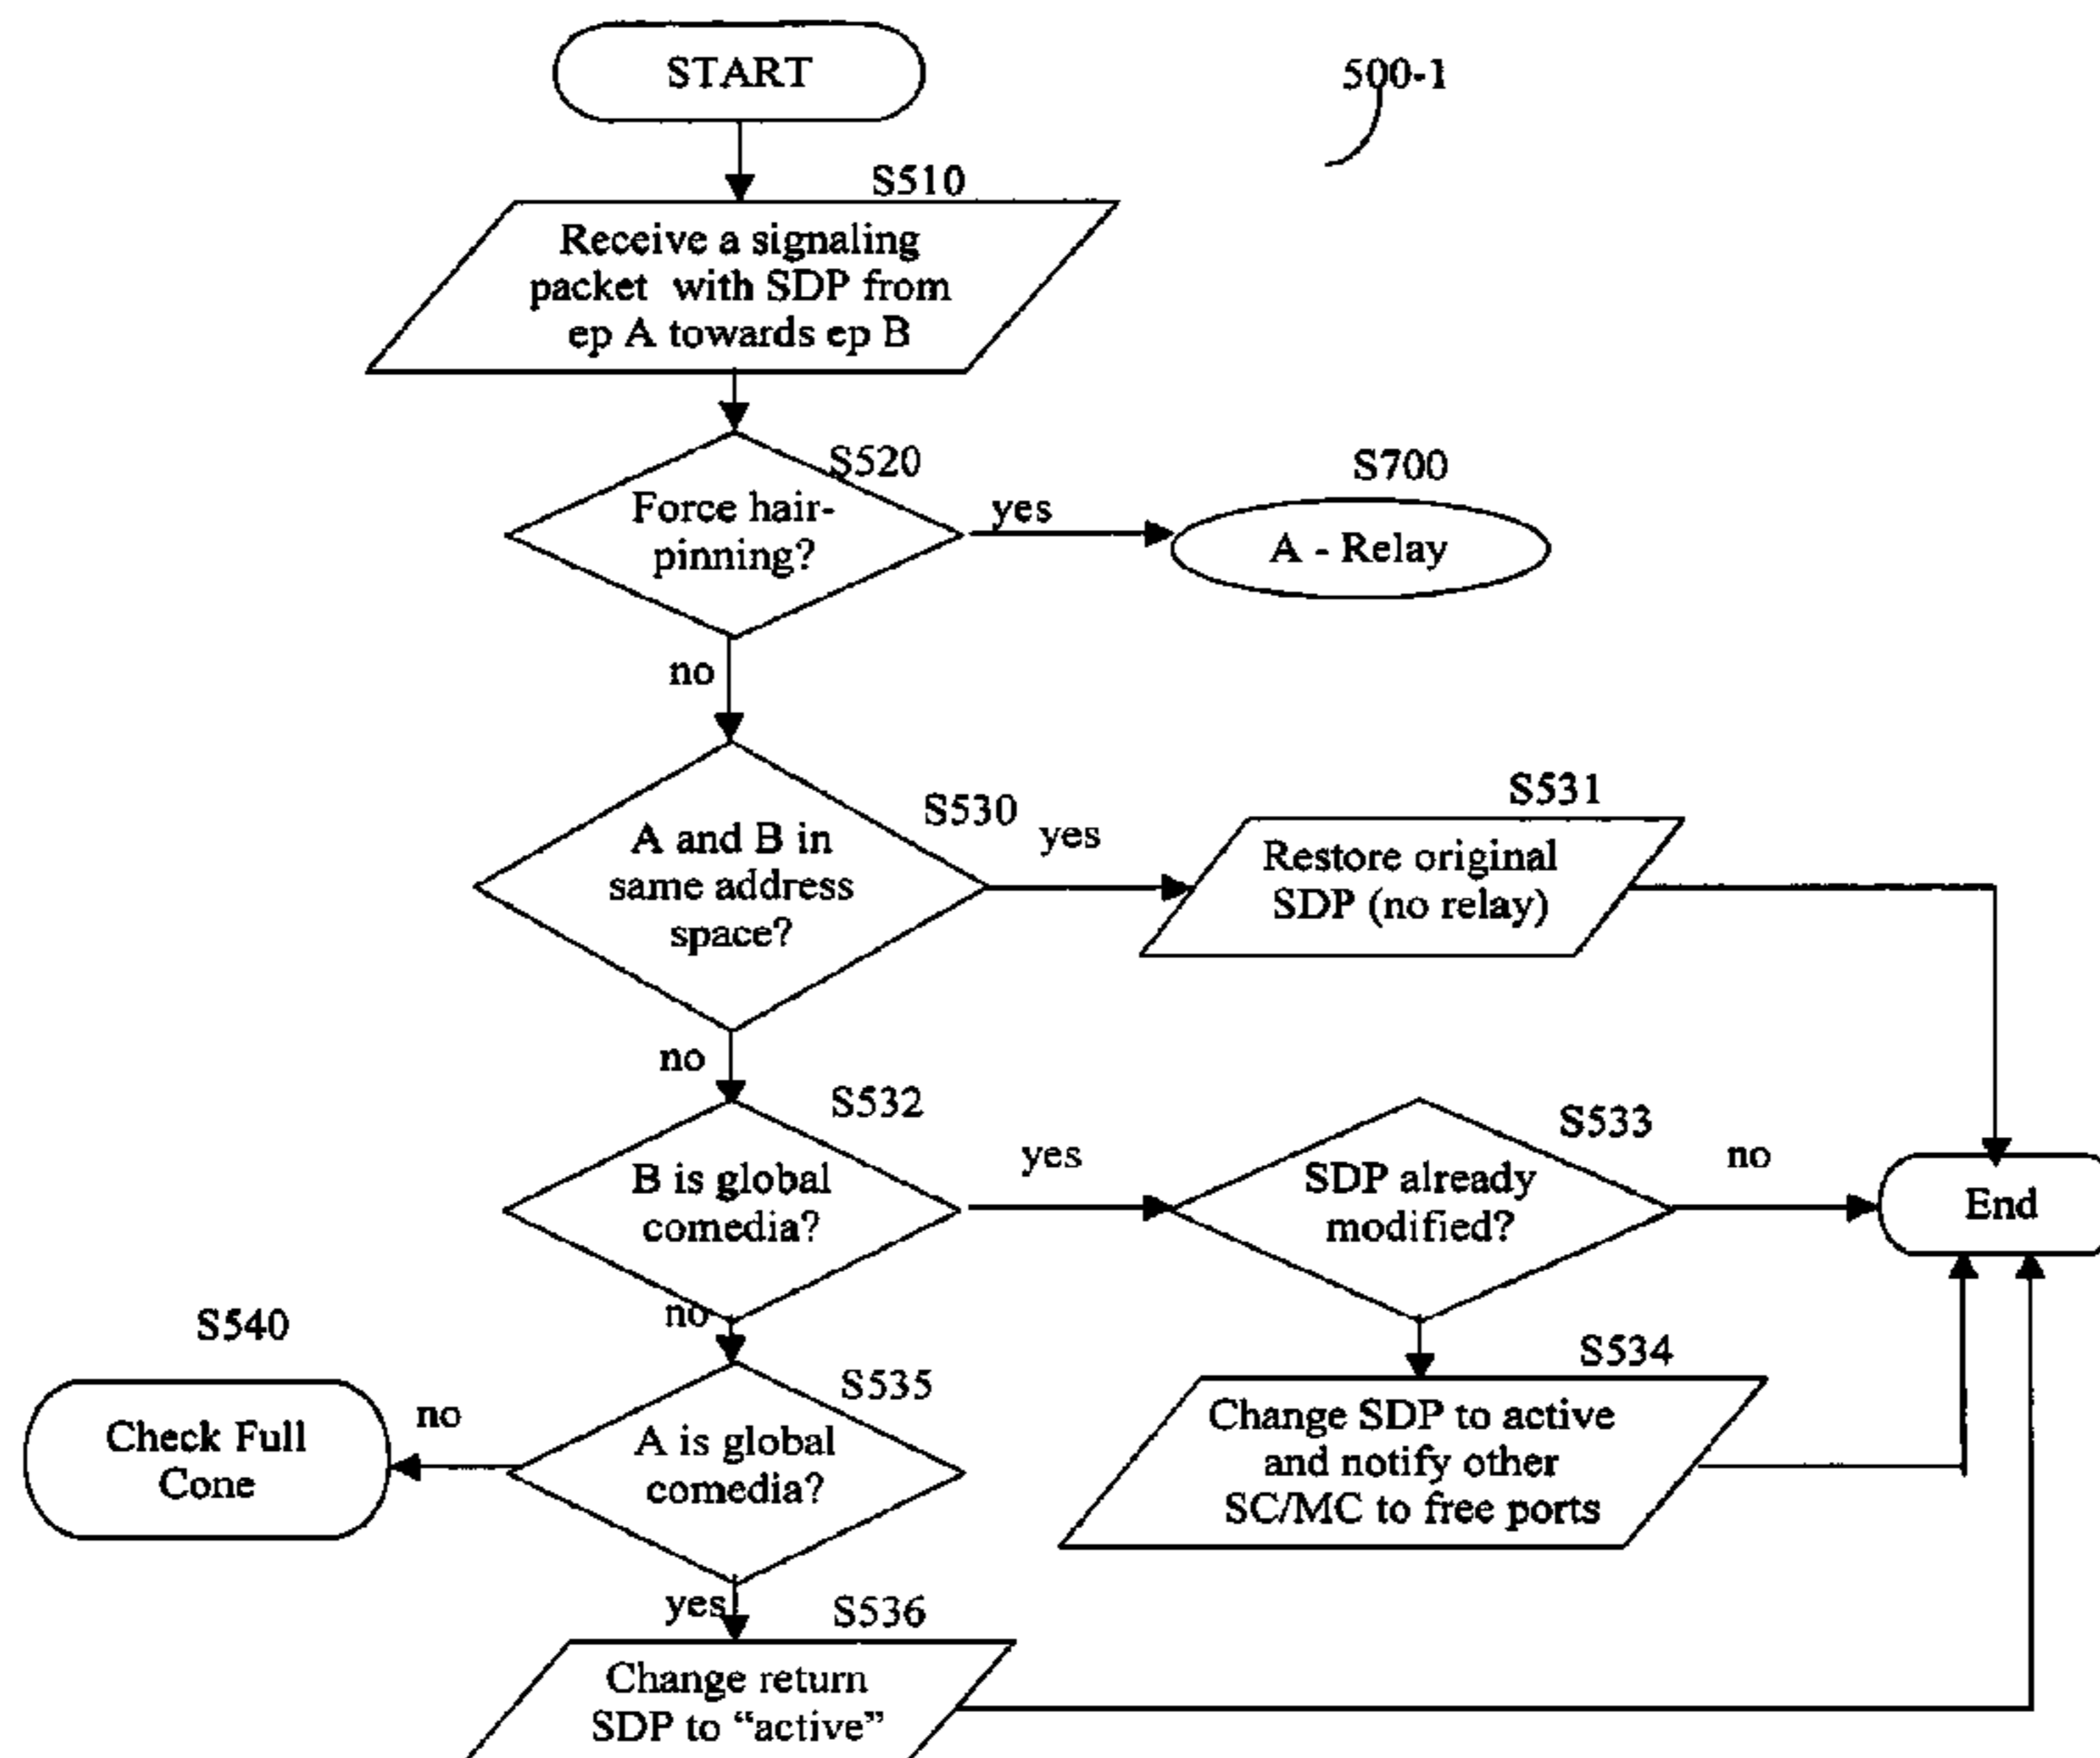 START
500-1
S510
Receive a signaling
packet with SDP from
ep A towards ep B
S520
Force hair-
pinning?
yes
S700
A - Relay
no
S530
A and B in
same address
space?
yes
S531
Restore original
SDP (no relay)
no
S532
B is global
comedia?
yes
S533
SDP already
modified?
no
End
no
S540
Check Full
Cone
no
S535
A is global
comedia?
S534
Change SDP to active
and notify other
SC/MC to free ports
yes
S536
Change return
SDP to “active”